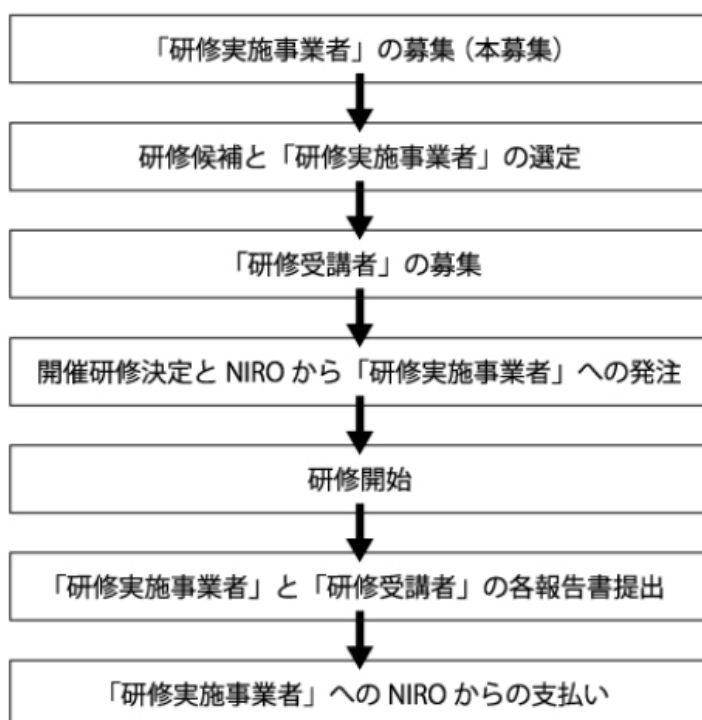 「研修実施事業者」の募集（本募集）
研修候補と「研修実施事業者」の選定
「研修受講者」の募集
開催研修決定と NIRO から「研修実施事業者」への発注
研修開始
「研修実施事業者」と「研修受講者」の各報告書提出
「研修実施事業者」への NIRO からの支払い